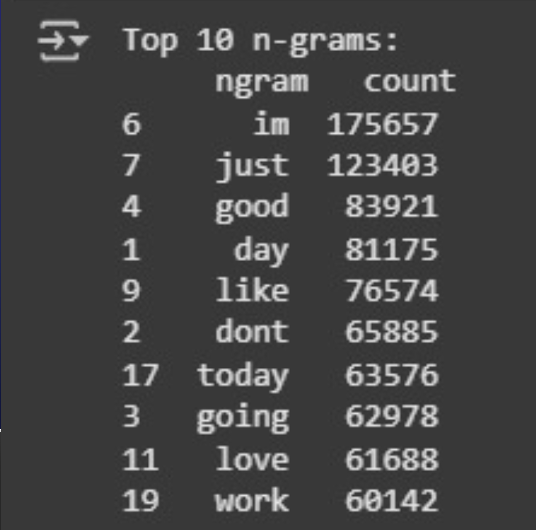 Top 10 n-grams:
ngram count
6 im 175657
7 just 123403
4 good 83921
1 day 81175
9 like 76574
2 dont 65885
17 today 63576
3 going 62978
11 love 61688
19 work 60142